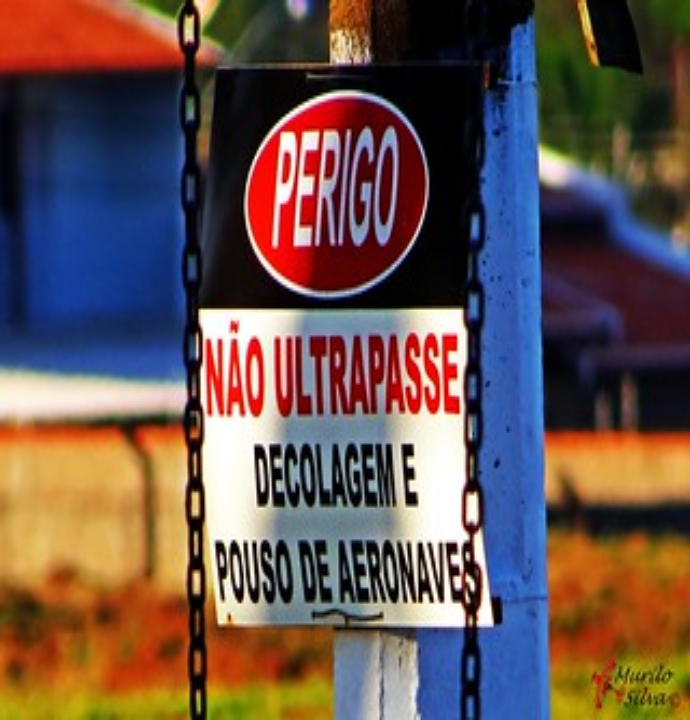 PERIGO
NÃO ULTRAPASSE
DECOLAGEM E
POUSO DE AERONAVES
Murilo
Silva